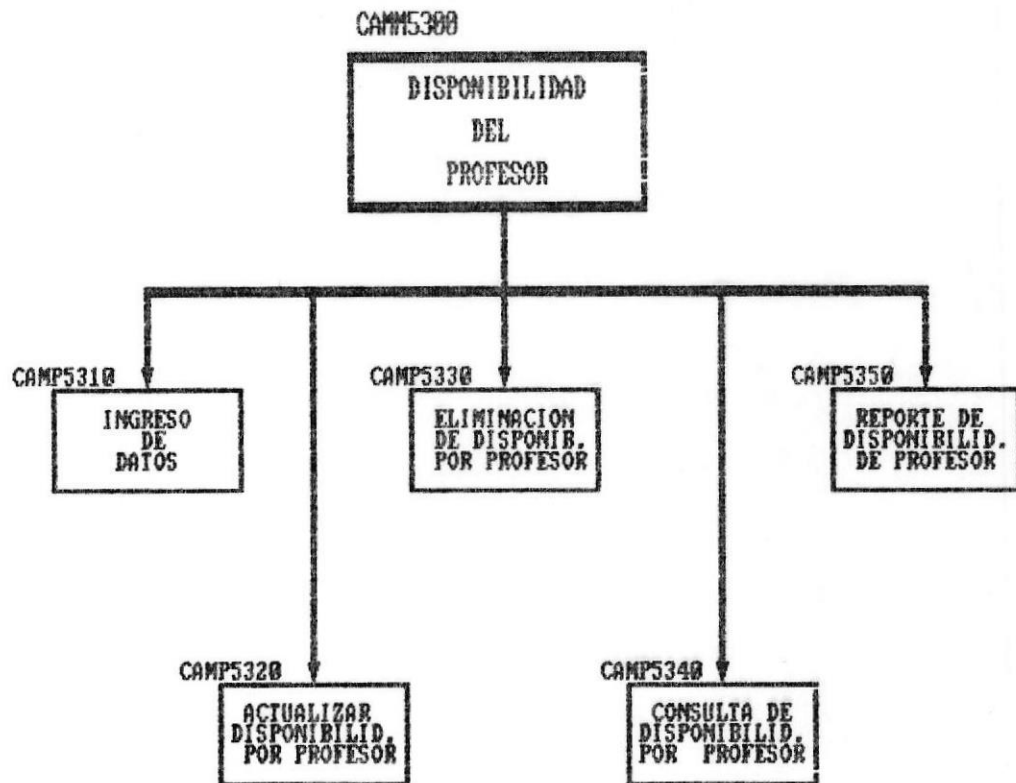 CAMM5300
DISPONIBILIDAD
DEL
PROFESOR
CAMP5310
INGRESO
DE
DATOS
CAMP5330
ELIMINACION
DE DISPONIB.
POR PROFESOR
CAMP5350
REPORTE DE
DISPONIBILID.
DE PROFESOR
CAMP5320
ACTUALIZAR
DISPONIBILID.
POR PROFESOR
CAMP5340
CONSULTA DE
DISPONIBILID.
POR PROFESOR